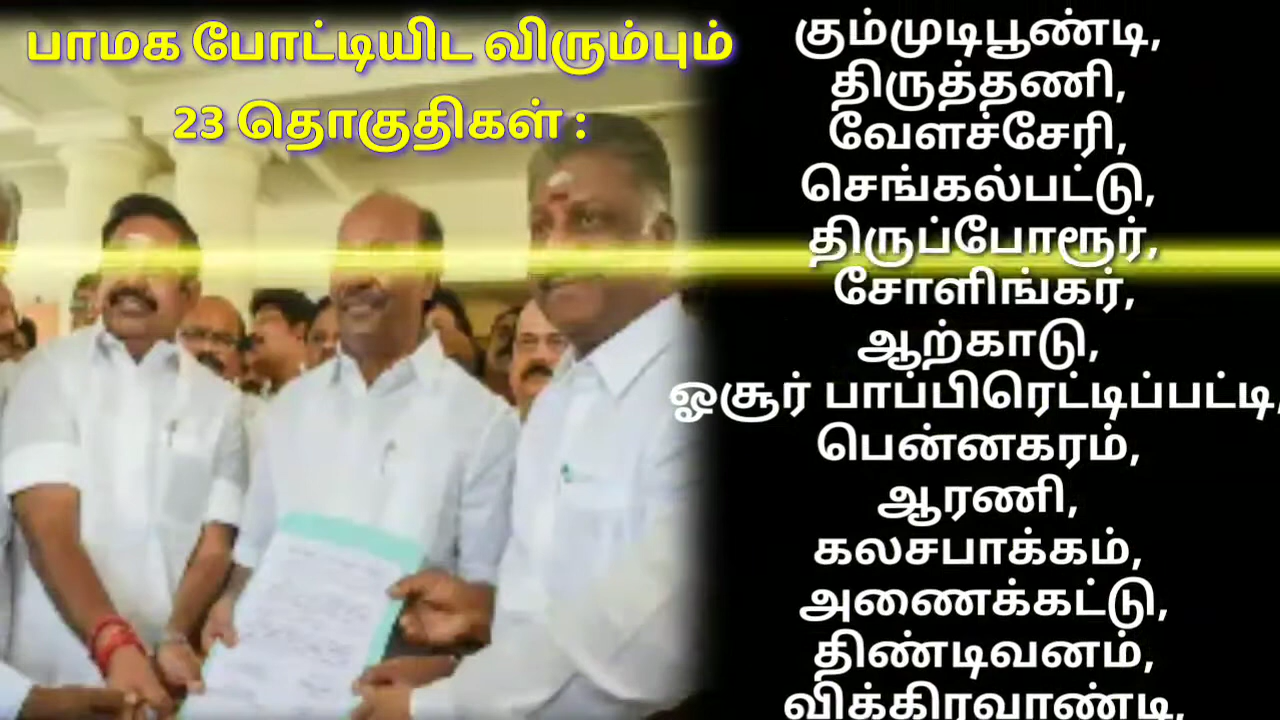 பாமக போட்டியிட விரும்பும்
23 தொகுதிகள் :
கும்முடிபூண்டி,
திருத்தணி,
வேளச்சேரி,
செங்கல்பட்டு,
திருப்போரூர்,
சோளிங்கர்,
ஆற்காடு,
ஓசூர் பாப்பிரெட்டிப்பட்டி,
பென்னகரம்,
ஆரணி,
கலசபாக்கம்,
அணைக்கட்டு,
திண்டிவனம்,
விக்கிரவாண்டி,